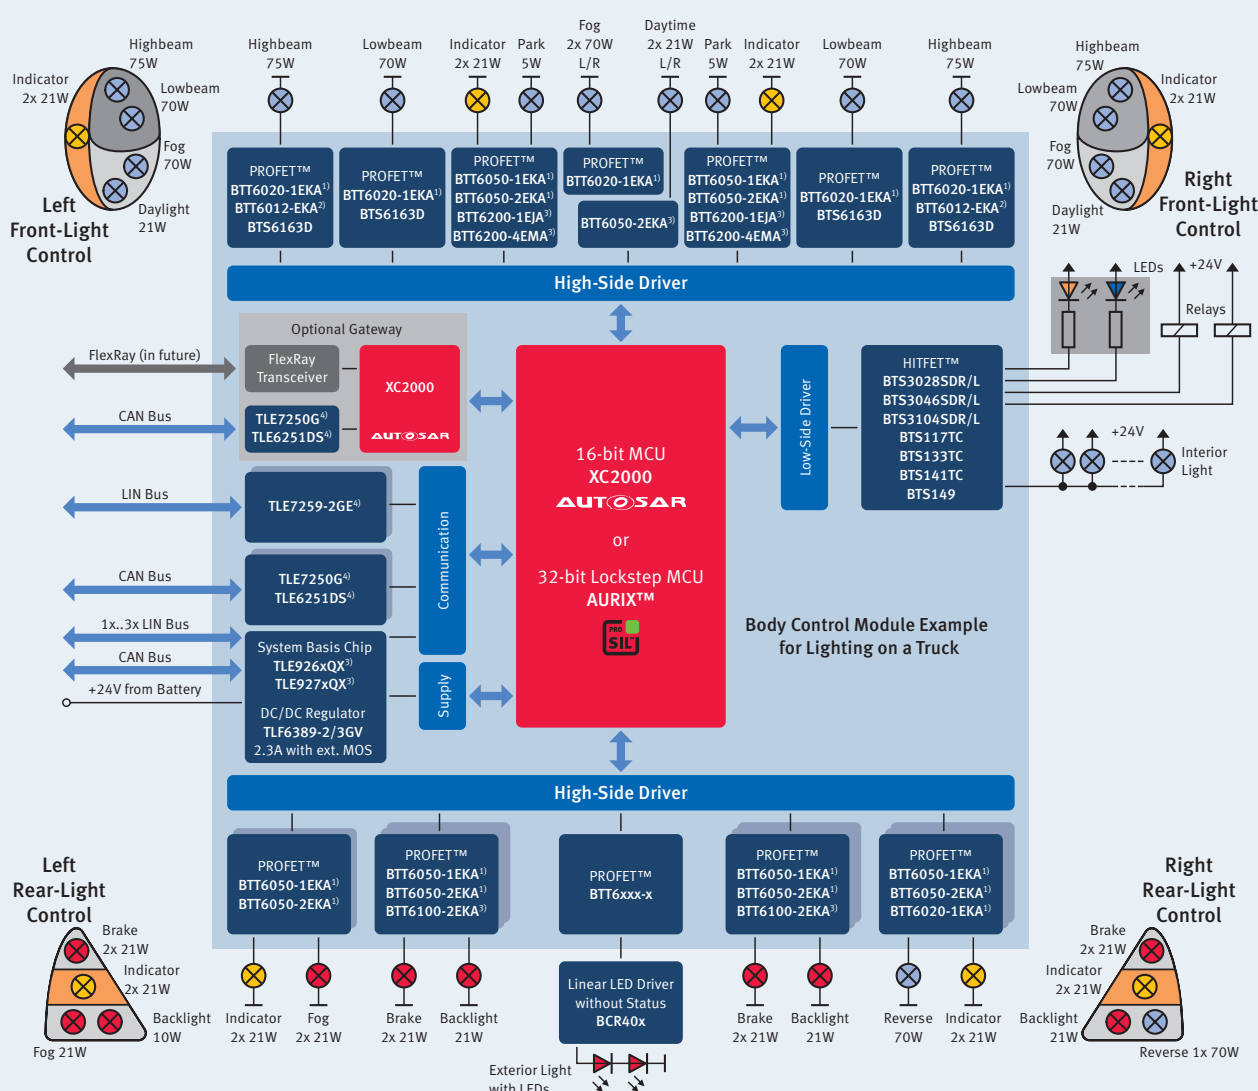 Highbeam
75W
Indicator
2x 21W
Lowbeam
70W
Fog
70W
Daylight
21W
Left
Front-Light
Control
Highbeam
75W
Lowbeam
70W
Indicator
2x 21W
Park
5W
Fog
2x 70W
L/R
Daytime
2x 21W
L/R
Park
5W
Indicator
2x 21W
Lowbeam
70W
Highbeam
75W
Highbeam
75W
Lowbeam
70W
Indicator
2x 21W
Fog
70W
Daylight
21W
Right
Front-Light
Control
PROFET™
BTT6020-1EKA1)
BTT6012-EKA2)
BTS6163D
PROFET™
BTT6020-1EKA1)
BTS6163D
PROFET™
BTT6050-1EKA1)
BTT6050-2EKA1)
BTT6200-1EJA3)
BTT6200-4EMA3)
PROFET™
BTT6020-1EKA1)
BTT6050-2EKA3)
PROFET™
BTT6050-1EKA1)
BTT6050-2EKA1)
BTT6200-1EJA3)
BTT6200-4EMA3)
PROFET™
BTT6020-1EKA1)
BTS6163D
PROFET™
BTT6020-1EKA1)
BTT6012-EKA2)
BTS6163D
High-Side Driver
LEDs
+24V
Relays
Optional Gateway
FlexRay (in future)
FlexRay
Transceiver
XC2000
AUTOSAR
CAN Bus
TLE7250G4)
TLE6251DS4)
LIN Bus
TLE7259-2GE4)
CAN Bus
TLE7250G4)
TLE6251DS4)
Communication
1x..3x LIN Bus
CAN Bus
+24V from Battery
System Basis Chip
TLE926xQX3)
TLE927xQX3)
DC/DC Regulator
TLF6389-2/3GV
2.3A with ext. MOS
Supply
16-bit MCU
XC2000
AUTOSAR
or
32-bit Lockstep MCU
AURIX™
PRO
SIL™
Low-Side Driver
HITFET™
BTS3028SDR/L
BTS3046SDR/L
BTS3104SDR/L
BTS117TC
BTS133TC
BTS141TC
BTS149
+24V
Interior
Light
Body Control Module Example
for Lighting on a Truck
High-Side Driver
PROFET™
BTT6050-1EKA1)
BTT6050-2EKA1)
PROFET™
BTT6050-1EKA1)
BTT6050-2EKA1)
BTT6100-2EKA3)
PROFET™
BTT6xxx-x
PROFET™
BTT6050-1EKA1)
BTT6050-2EKA1)
BTT6100-2EKA3)
PROFET™
BTT6050-1EKA1)
BTT6050-2EKA1)
BTT6020-1EKA1)
Left
Rear-Light
Control
Brake
2x 21W
Indicator
2x 21W
Backlight
10W
Fog 21W
Indicator
2x 21W
Fog
2x 21W
Brake
2x 21W
Backlight
21W
Linear LED Driver
without Status
BCR40x
Exterior Light
with LEDs
Brake
2x 21W
Backlight
21W
Reverse
70W
Indicator
2x 21W
Right
Rear-Light
Control
Brake
2x 21W
Indicator
2x 21W
Backlight
21W
Reverse 1x 70W